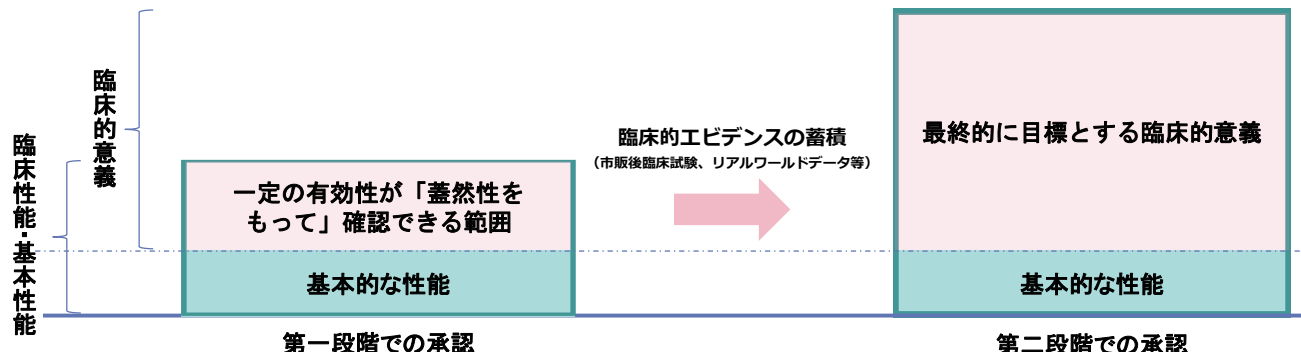 臨床性能・基本性能
臨床的意義
一定の有効性が「蓋然性を
もって」確認できる範囲
基本的な性能
第一段階での承認
臨床的エビデンスの蓄積
（市販後臨床試験、リアルワールドデータ等）
最終的に目標とする臨床的意義
基本的な性能
第二段階での承認